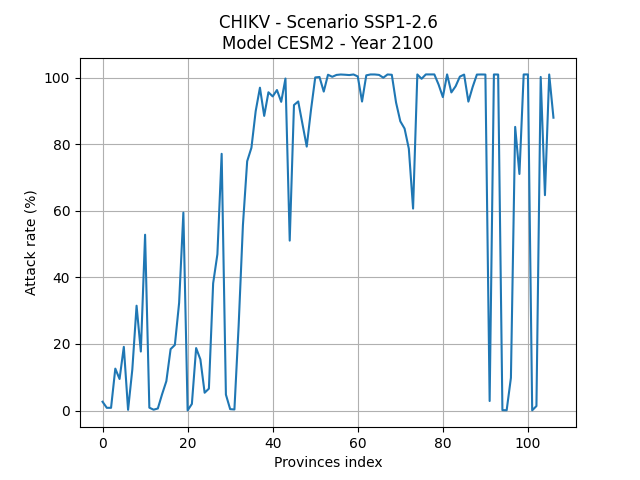 CHIKV - Scenario SSP1-2.6
Model CESM2 - Year 2100
100
80
60
40
20
0
Attack rate (%)
0 20 40 60 80 100
Provinces index